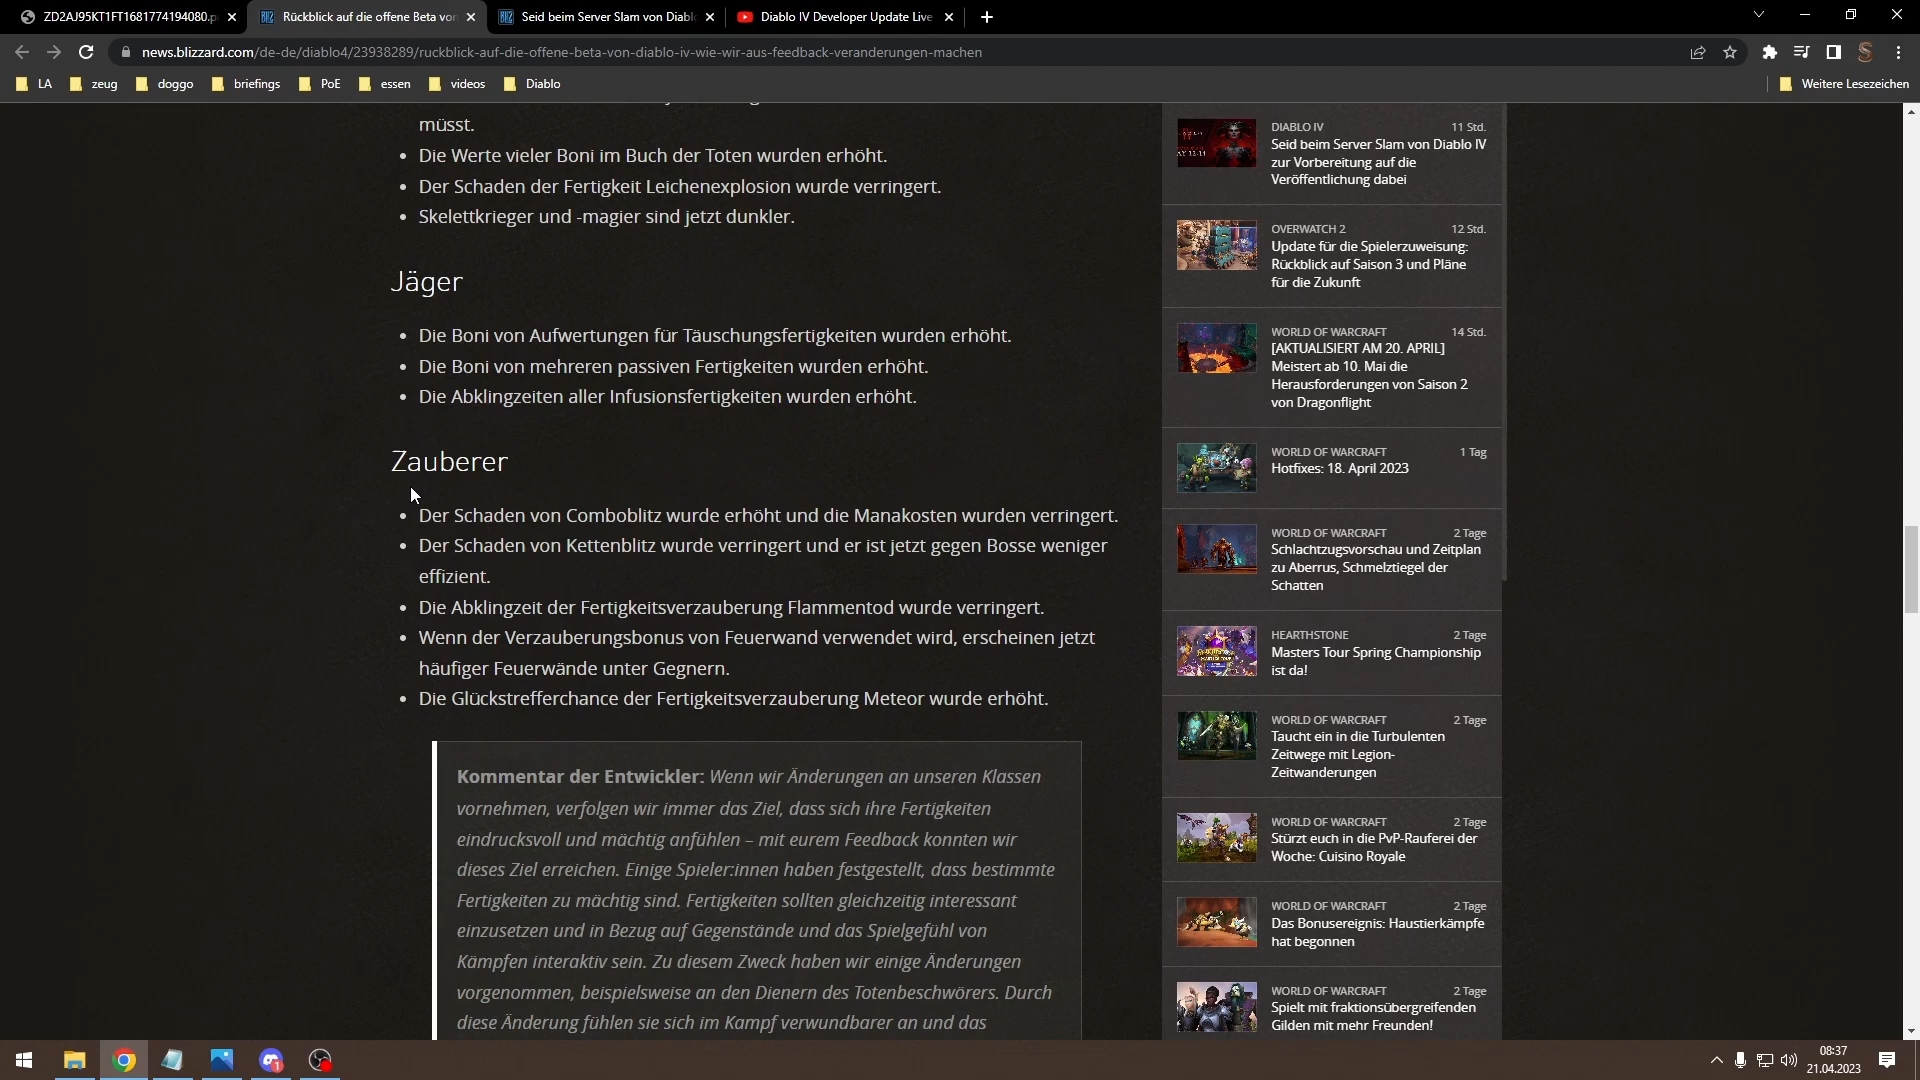 ZD2AJ95KT1FT1681774194080.p
Rückblick auf die offene Beta von
Seid beim Server Slam von Diabl
Diablo IV Developer Update Live
news.blizzard.com/de-de/diablo4/23938289/ruckblick-auf-die-offene-beta-von-diablo-iv-wie-wir-aus-feedback-veranderungen-machen
LA
zeug
doggo
briefings
PoE
essen
videos
Diablo
Weitere Lesezeichen
müsst.
• Die Werte vieler Boni im Buch der Toten wurden erhöht.
• Der Schaden der Fertigkeit Leichenexplosion wurde verringert.
• Skelettkrieger und -magier sind jetzt dunkler.
Jäger
• Die Boni von Aufwertungen für Täuschungsfertigkeiten wurden erhöht.
• Die Boni von mehreren passiven Fertigkeiten wurden erhöht.
• Die Abklingzeiten aller Infusionsfertigkeiten wurden erhöht.
Zauberer
• Der Schaden von Comboblitz wurde erhöht und die Manakosten wurden verringert.
• Der Schaden von Kettenblitz wurde verringert und er ist jetzt gegen Bosse weniger
effizient.
• Die Abklingzeit der Fertigkeitsverzauberung Flammentod wurde verringert.
• Wenn der Verzauberungsbonus von Feuerwand verwendet wird, erscheinen jetzt
häufiger Feuerwände unter Gegnern.
• Die Glückstrefferchance der Fertigkeitsverzauberung Meteor wurde erhöht.
Kommentar der Entwickler: Wenn wir Änderungen an unseren Klassen
vornehmen, verfolgen wir immer das Ziel, dass sich ihre Fertigkeiten
eindrucksvoll und mächtig anfühlen – mit eurem Feedback konnten wir
dieses Ziel erreichen. Einige Spieler:innen haben festgestellt, dass bestimmte
Fertigkeiten zu mächtig sind. Fertigkeiten sollten gleichzeitig interessant
einzusetzen und in Bezug auf Gegenstände und das Spielgefühl von
Kämpfen interaktiv sein. Zu diesem Zweck haben wir einige Änderungen
vorgenommen, beispielsweise an den Dienern des Totenbeschwörers. Durch
diese Änderung fühlen sie sich im Kampf verwundbarer an und das
DIABLO IV 11 Std.
Seid beim Server Slam von Diablo IV
zur Vorbereitung auf die
Veröffentlichung dabei
OVERWATCH 2 12 Std.
Update für die Spielerzuweisung:
Rückblick auf Saison 3 und Pläne
für die Zukunft
WORLD OF WARCRAFT 14 Std.
[AKTUALISIERT AM 20. APRIL]
Meistert ab 10. Mai die
Herausforderungen von Saison 2
von Dragonflight
WORLD OF WARCRAFT 1 Tag
Hotfixes: 18. April 2023
WORLD OF WARCRAFT 2 Tage
Schlachtzugsvorschau und Zeitplan
zu Aberrus, Schmelztiegel der
Schatten
HEARTHSTONE 2 Tage
Masters Tour Spring Championship
ist da!
WORLD OF WARCRAFT 2 Tage
Taucht ein in die Turbulenten
Zeitwege mit Legion-
Zeitwanderungen
WORLD OF WARCRAFT 2 Tage
Stürzt euch in die PvP-Rauferei der
Woche: Cuisino Royale
WORLD OF WARCRAFT 2 Tage
Das Bonusereignis: Haustierkämpfe
hat begonnen
WORLD OF WARCRAFT 2 Tage
Spielt mit fraktionsübergreifenden
Gilden mit mehr Freunden!
08:37
21.04.2023